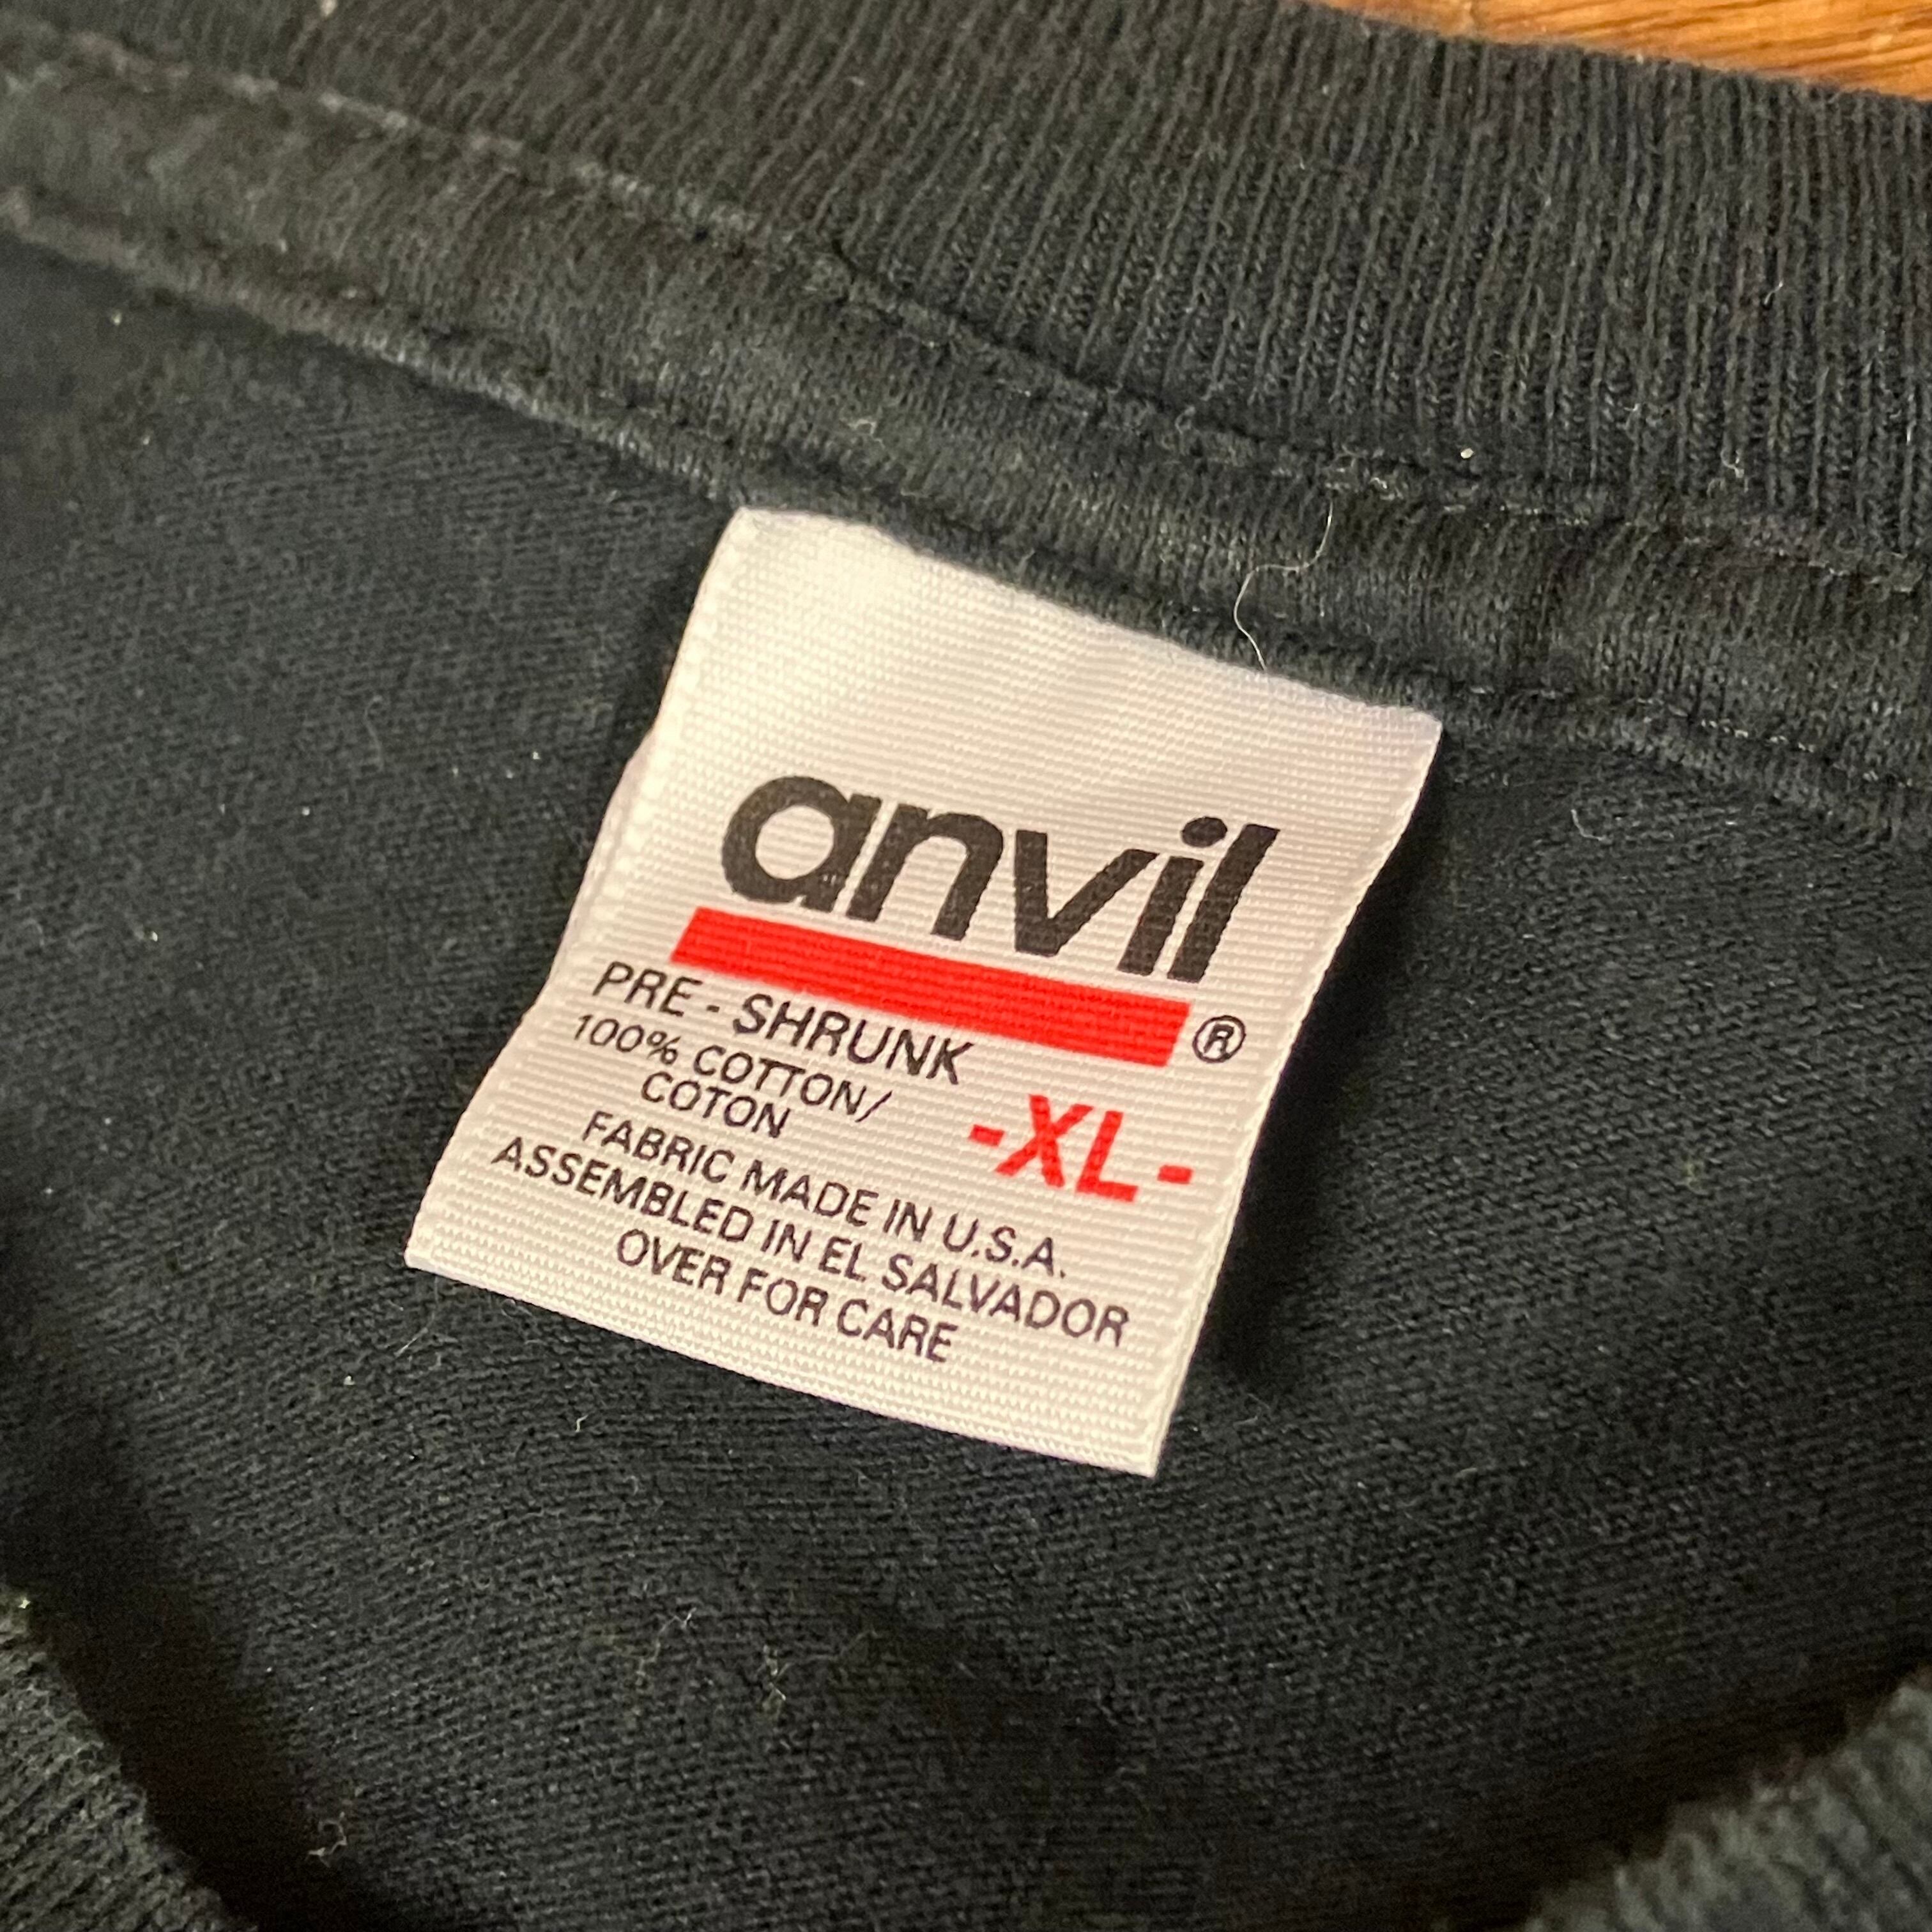 anvil
®
PRE - SHRUNK
100% COTTON/
COTON
-XL-
FABRIC MADE IN U.S.A.
ASSEMBLED IN EL SALVADOR
OVER FOR CARE